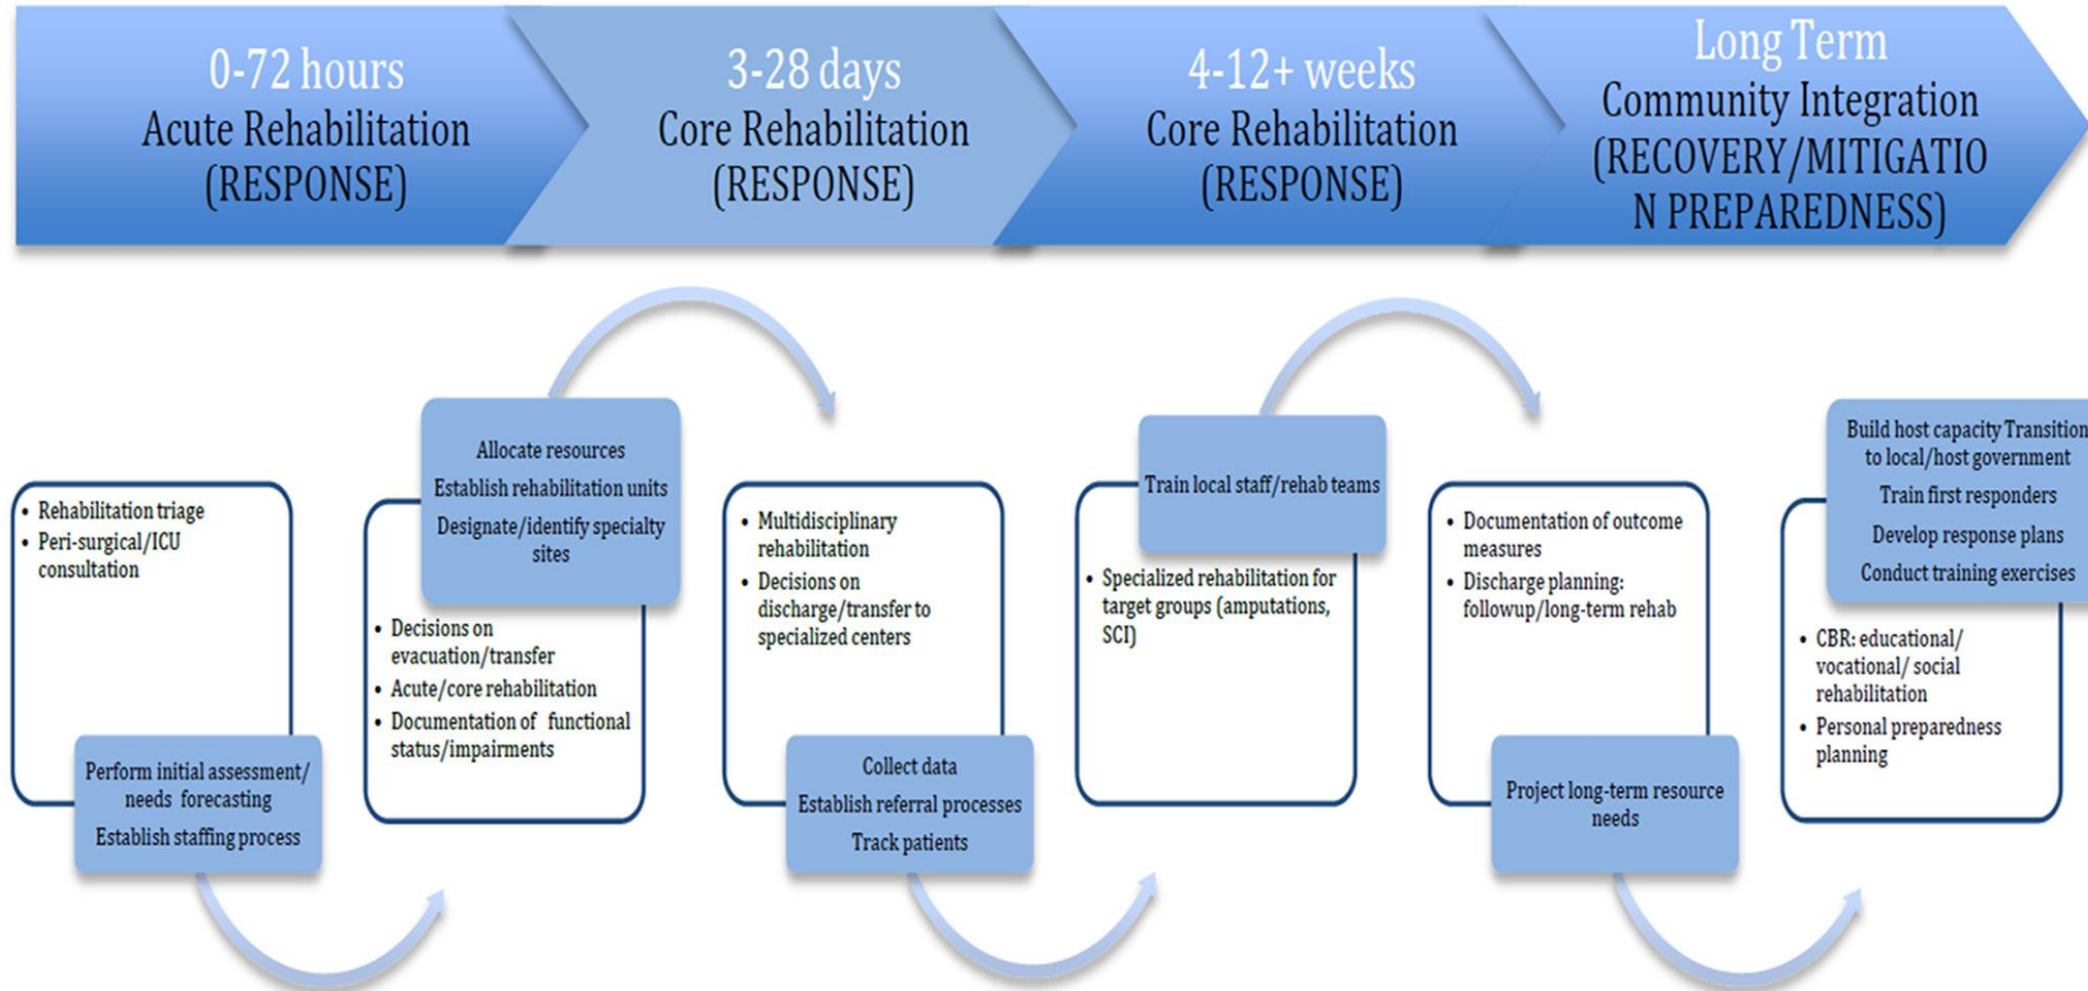 0-72 hours
Acute Rehabilitation
(RESPONSE)
3-28 days
Core Rehabilitation
(RESPONSE)
4-12+ weeks
Core Rehabilitation
(RESPONSE)
Long Term
Community Integration
(RECOVERY/MITIGATIO
N PREPAREDNESS)
• Rehabilitation triage
• Peri-surgical/ICU
consultation
Perform initial assessment/
needs forecasting
Establish staffing process
Allocate resources
Establish rehabilitation units
Designate/identify specialty
sites
• Decisions on
evacuation/transfer
• Acute/core rehabilitation
• Documentation of functional
status/impairments
• Multidisciplinary
rehabilitation
• Decisions on
discharge/transfer to
specialized centers
Collect data
Establish referral processes
Track patients
Train local staff/rehab teams
• Specialized rehabilitation for
target groups (amputations,
SCI)
• Documentation of outcome
measures
• Discharge planning:
followup/long-term rehab
Project long-term resource
needs
Build host capacity Transition
to local/host government
Train first responders
Develop response plans
Conduct training exercises
• CBR: educational/
vocational/ social
rehabilitation
• Personal preparedness
planning